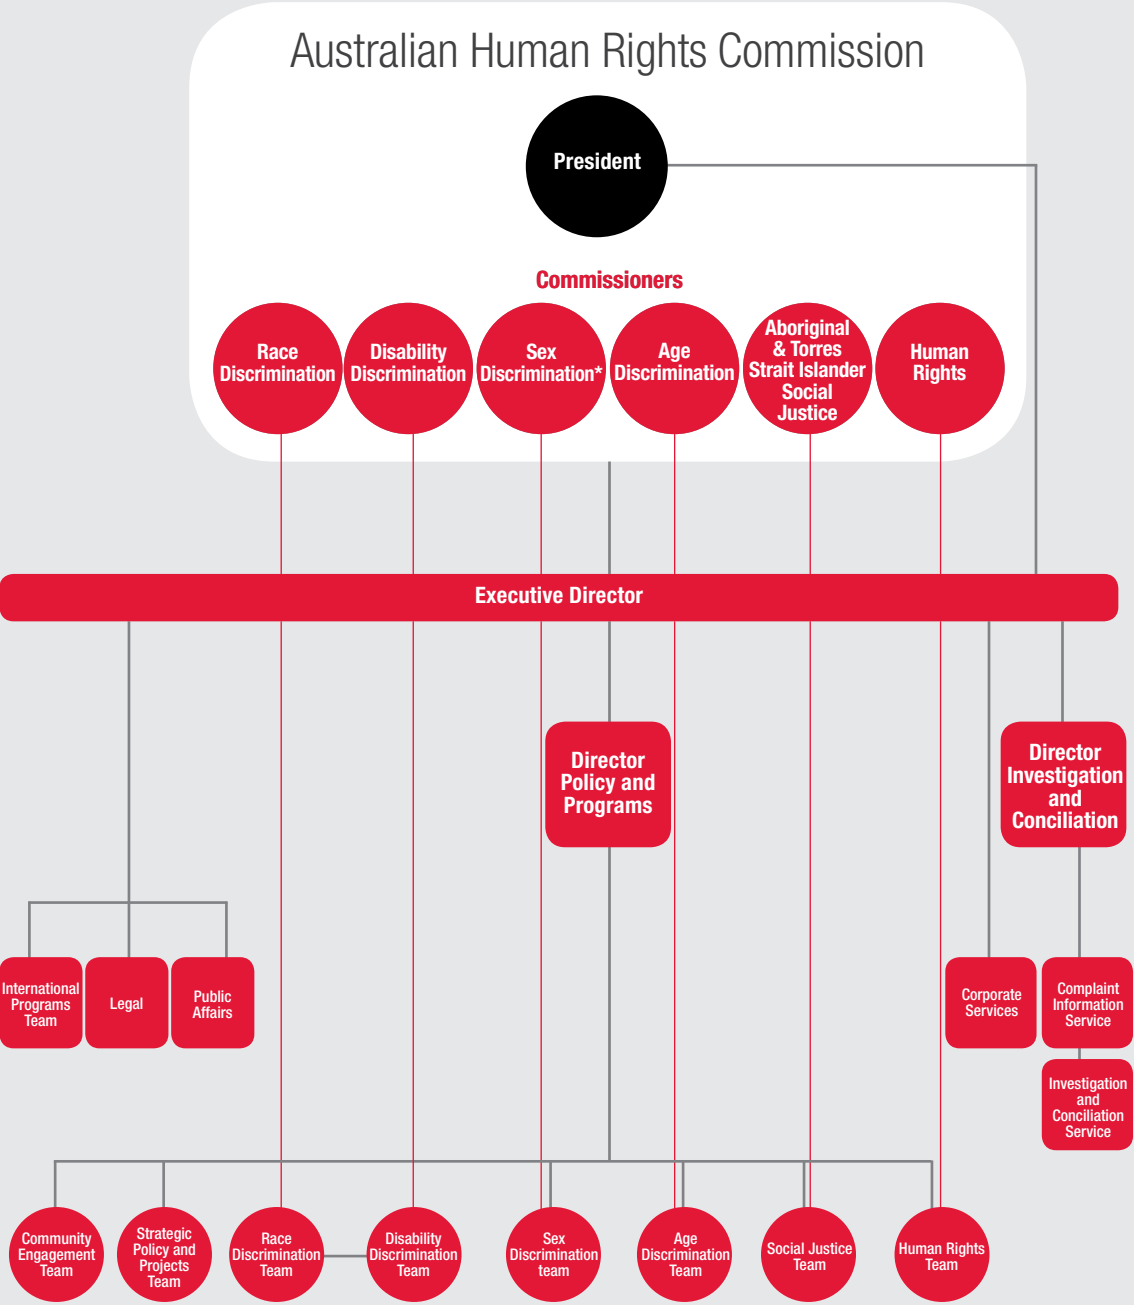 Australian Human Rights Commission
President
Commissioners
Race
Discrimination
Disability
Discrimination
Sex
Discrimination*
Age
Discrimination
Aboriginal
& Torres
Strait Islander
Social
Justice
Human
Rights
Executive Director
Director
Policy and
Programs
Director
Investigation
and
Conciliation
International
Programs
Team
Legal
Public
Affairs
Corporate
Services
Complaint
Information
Service
Investigation
and
Conciliation
Service
Community
Engagement
Team
Strategic
Policy and
Projects
Team
Race
Discrimination
Team
Disability
Discrimination
Team
Sex
Discrimination
team
Age
Discrimination
Team
Social Justice
Team
Human Rights
Team